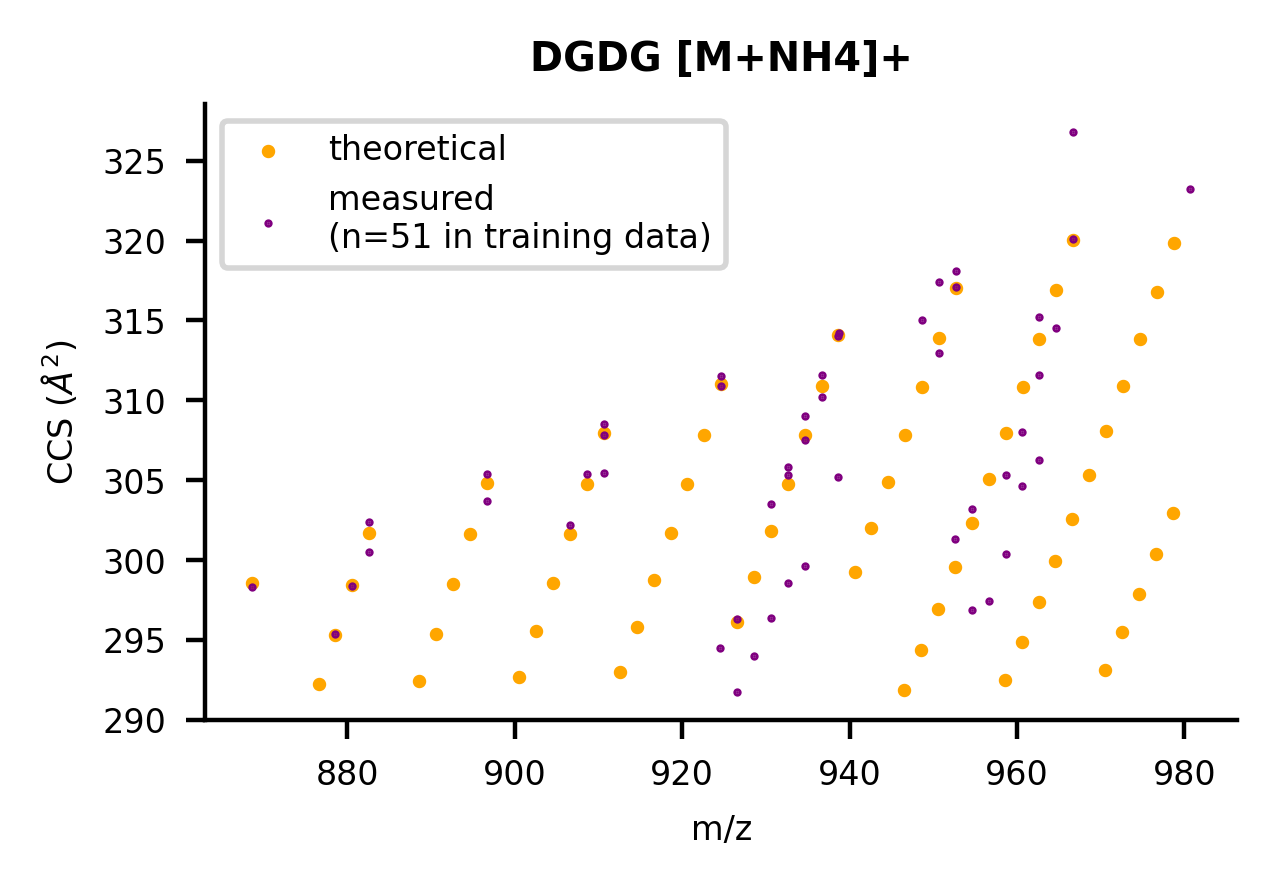 DGDG [M+NH4]+
theoretical
measured
(n=51 in training data)
325
320
315
310
305
300
295
290
CCS (Å²)
880 900 920 940 960 980
m/z